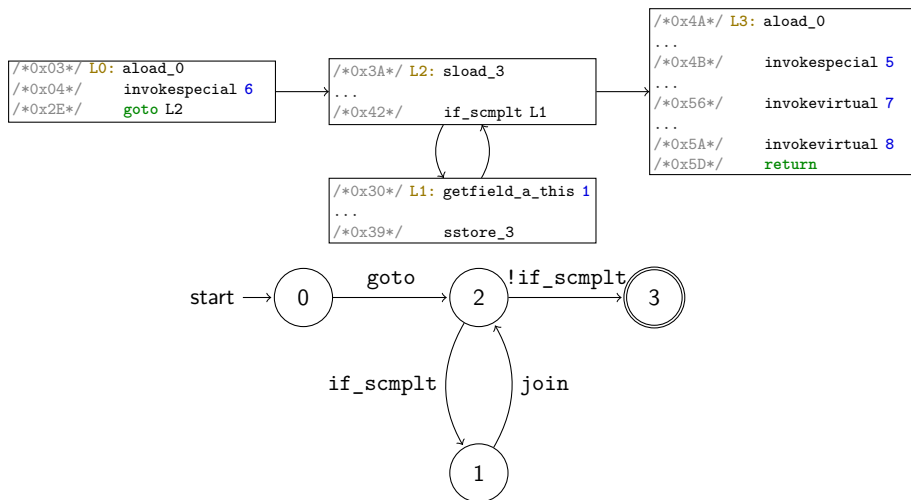 /*0x03*/ L0: aload_0
/*0x04*/ invokespecial 6
/*0x2E*/ goto L2
/*0x3A*/ L2: sload_3
...
/*0x42*/ if_scmplt L1
/*0x4A*/ L3: aload_0
...
/*0x4B*/ invokespecial 5
...
/*0x56*/ invokevirtual 7
...
/*0x5A*/ invokevirtual 8
/*0x5D*/ return
/*0x30*/ L1: getfield_a_this 1
...
/*0x39*/ sstore_3
goto
!if_scmplt
start
0
2
3
if_scmplt
join
1